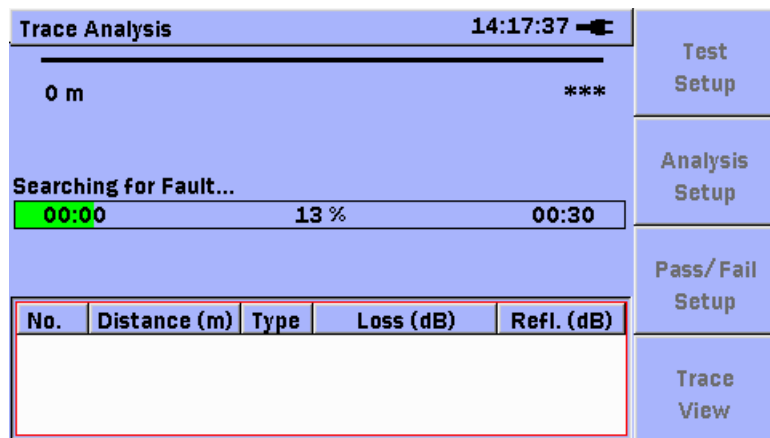 Trace Analysis 14:17:37
0 m ***
Searching for Fault...
00:00 13 % 00:30
No. Distance (m) Type Loss (dB) Refl. (dB)
Test
Setup
Analysis
Setup
Pass/Fail
Setup
Trace
View